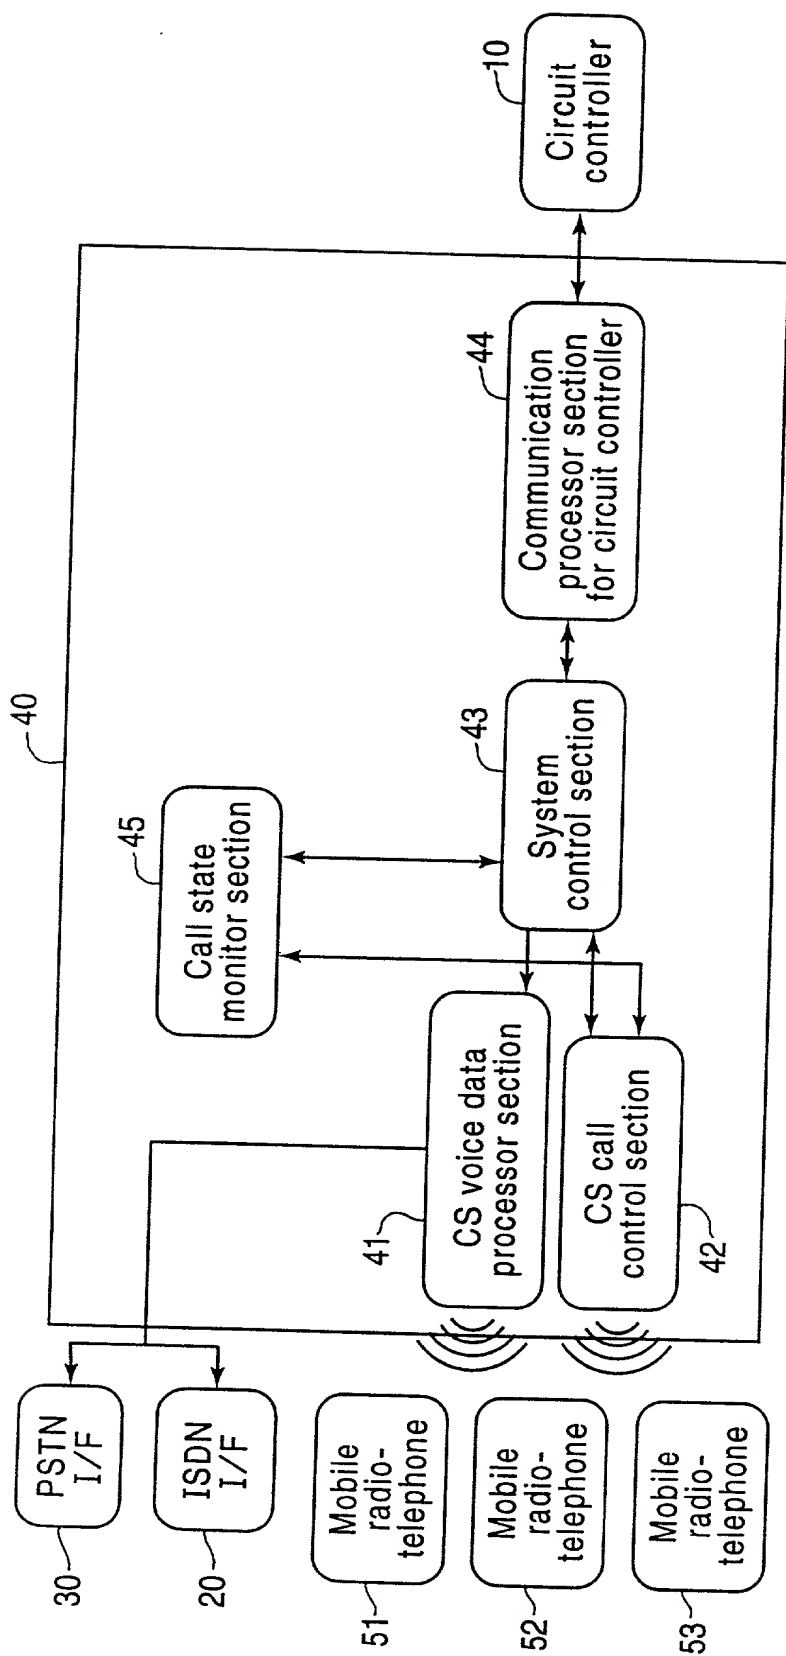 40
PSTN
I/F
30
ISDN
I/F
20
Mobile
radio-
telephone
51
Mobile
radio-
telephone
52
Mobile
radio-
telephone
53
Call state
monitor section
45
CS voice data
processor section
41
CS call
control section
42
System
control section
43
Communication
processor section
for circuit controller
44
Circuit
controller
10